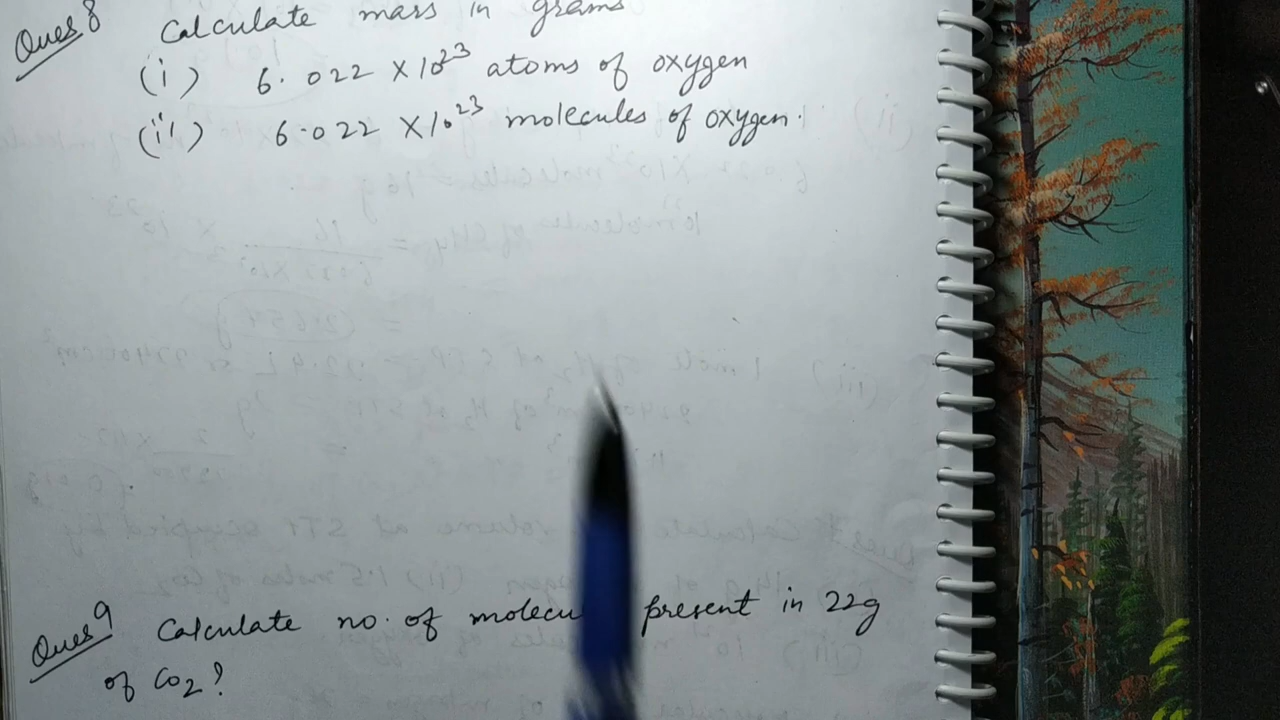 Ques 8 Calculate mass in grams
(i) 6.022 X 10²³ atoms of oxygen
(ii) 6.022 X 10²³ molecules of oxygen.
Ques 9 Calculate no. of molecu present in 22g
of CO₂?